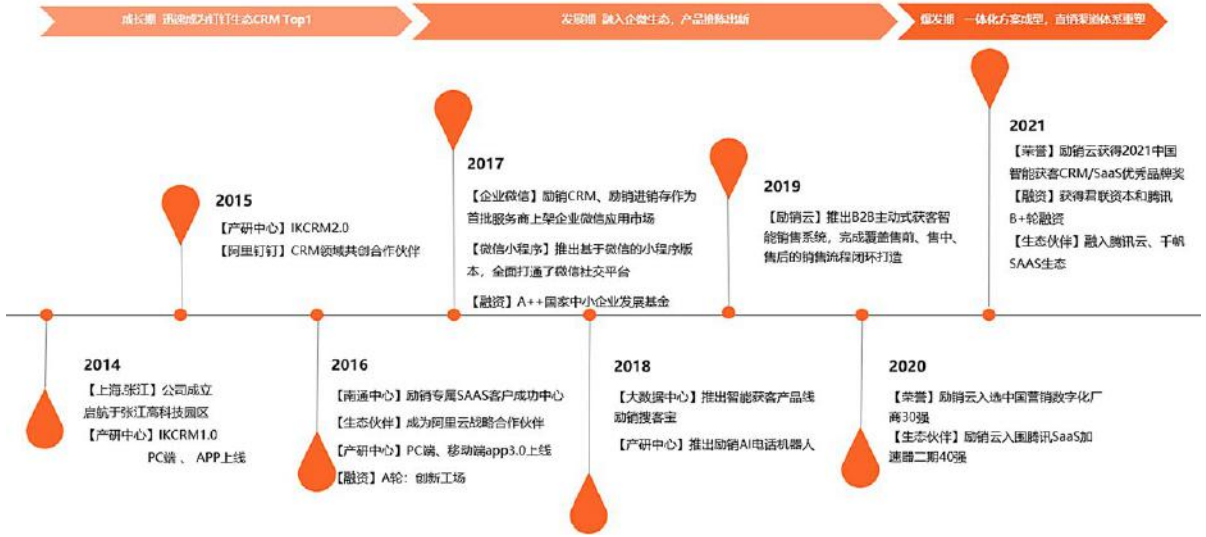 成长期 迅速成为钉钉生态CRM Top1
发展期 融入企微生态,产品推陈出新
爆发期 一体化方案成型,直销渠道体系重塑
2014
【上海.张江】公司成立
启航于张江高科技园区
【产研中心】IKCRM1.0
PC端 、 APP上线
2015
【产研中心】IKCRM2.0
【阿里钉钉】CRM领域共创合作伙伴
2016
【南通中心】励销专属SAAS客户成功中心
【生态伙伴】成为阿里云战略合作伙伴
【产研中心】PC端、移动端app3.0上线
【融资】A轮:创新工场
2017
【企业微信】励销CRM、励销进销存作为
首批服务商上架企业微信应用市场
【微信小程序】推出基于微信的小程序版
本,全面打通了微信社交平台
【融资】A++国家中小企业发展基金
2018
【大数据中心】推出智能获客产品线
励销搜客宝
【产研中心】推出励销AI电话机器人
2019
【励销云】推出B2B主动式获客智
能销售系统,完成覆盖售前、售中、
售后的销售流程闭环打造
2020
【荣誉】励销云入选中国营销数字化厂
商30强
【生态伙伴】励销云入围腾讯SaaS加
速器二期40强
2021
【荣誉】励销云获得2021中国
智能获客CRM/SaaS优秀品牌奖
【融资】获得君联资本和腾讯
B+轮融资
【生态伙伴】融入腾讯云、千帆
SAAS生态